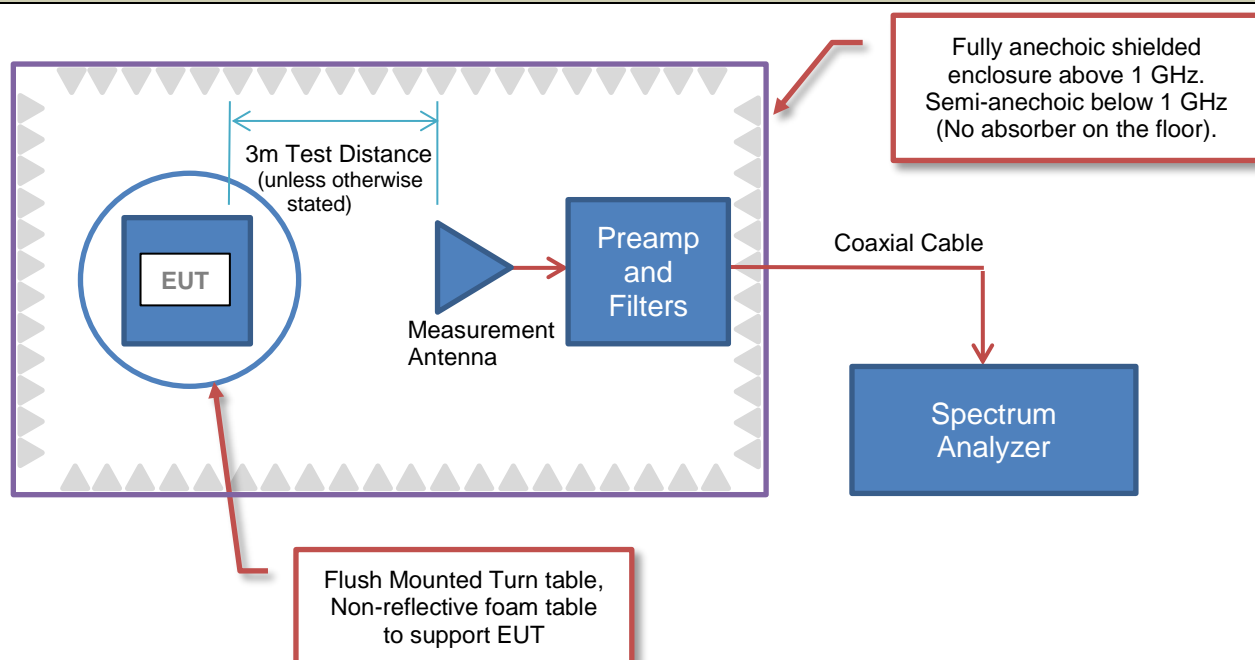 Fully anechoic shielded
enclosure above 1 GHz.
Semi-anechoic below 1 GHz
(No absorber on the floor).
3m Test Distance
(unless otherwise
stated)
EUT
Measurement
Antenna
Preamp
and
Filters
Coaxial Cable
Spectrum
Analyzer
Flush Mounted Turn table,
Non-reflective foam table
to support EUT